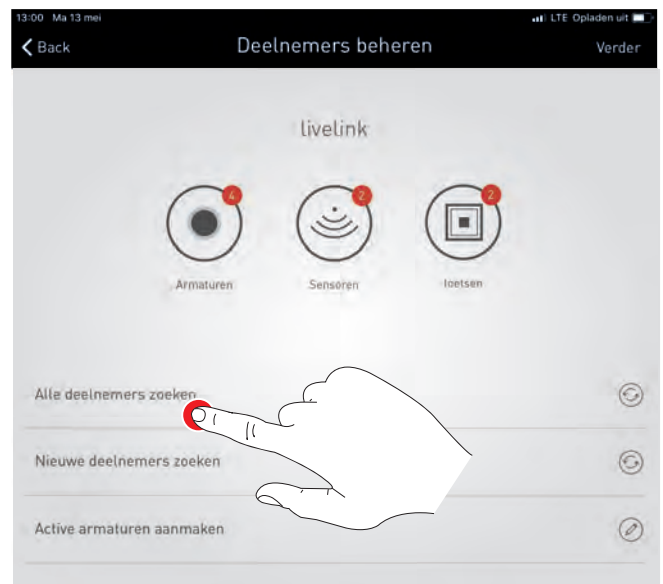 13:00 Ma 13 mei LTE Opladen uit
Back Deelnemers beheren Verder
livelink
4 2 2
Armaturen Sensoren Toetsen
Alle deelnemers zoeken
Nieuwe deelnemers zoeken
Active armaturen aanmaken